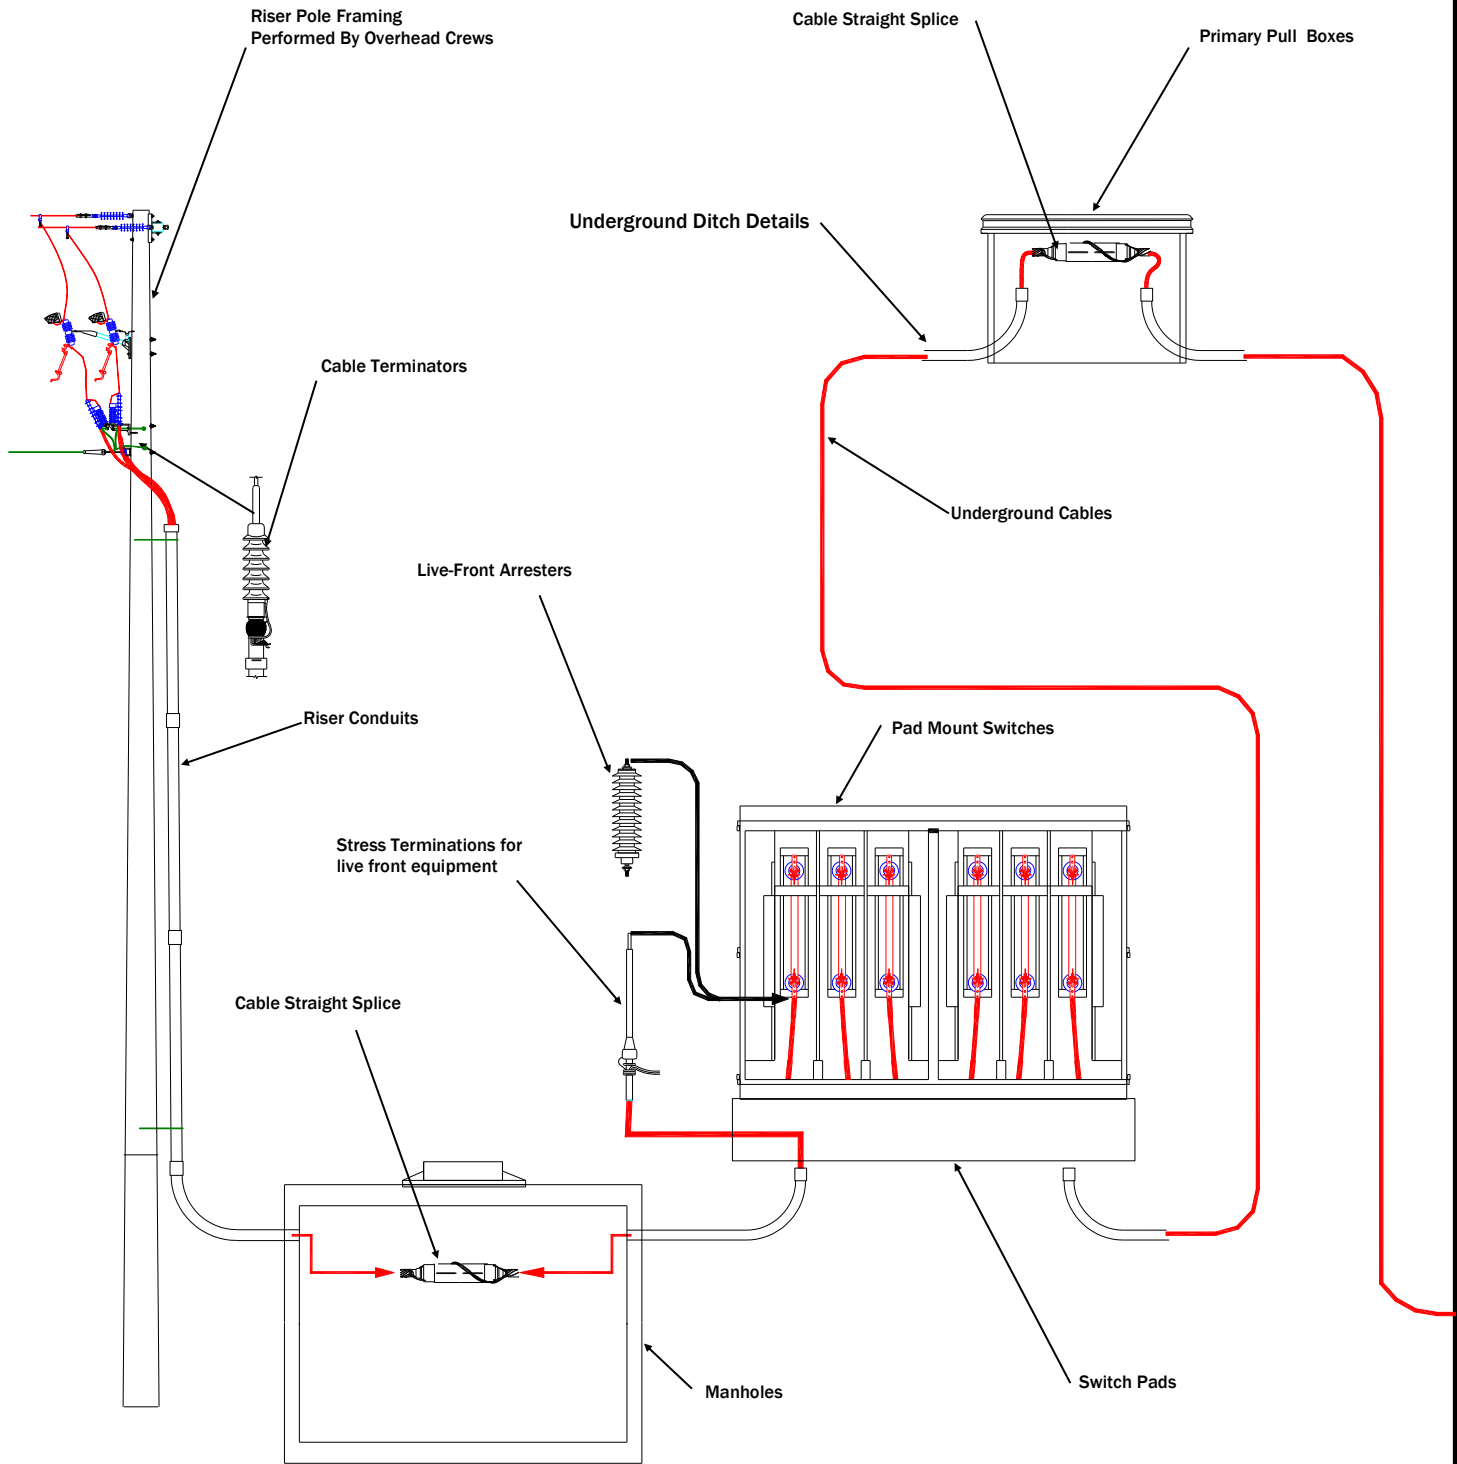 Riser Pole Framing
Performed By Overhead Crews
Cable Straight Splice
Primary Pull Boxes
Underground Ditch Details
Cable Terminators
Underground Cables
Live-Front Arresters
Riser Conduits
Pad Mount Switches
Stress Terminations for
live front equipment
Cable Straight Splice
Switch Pads
Manholes